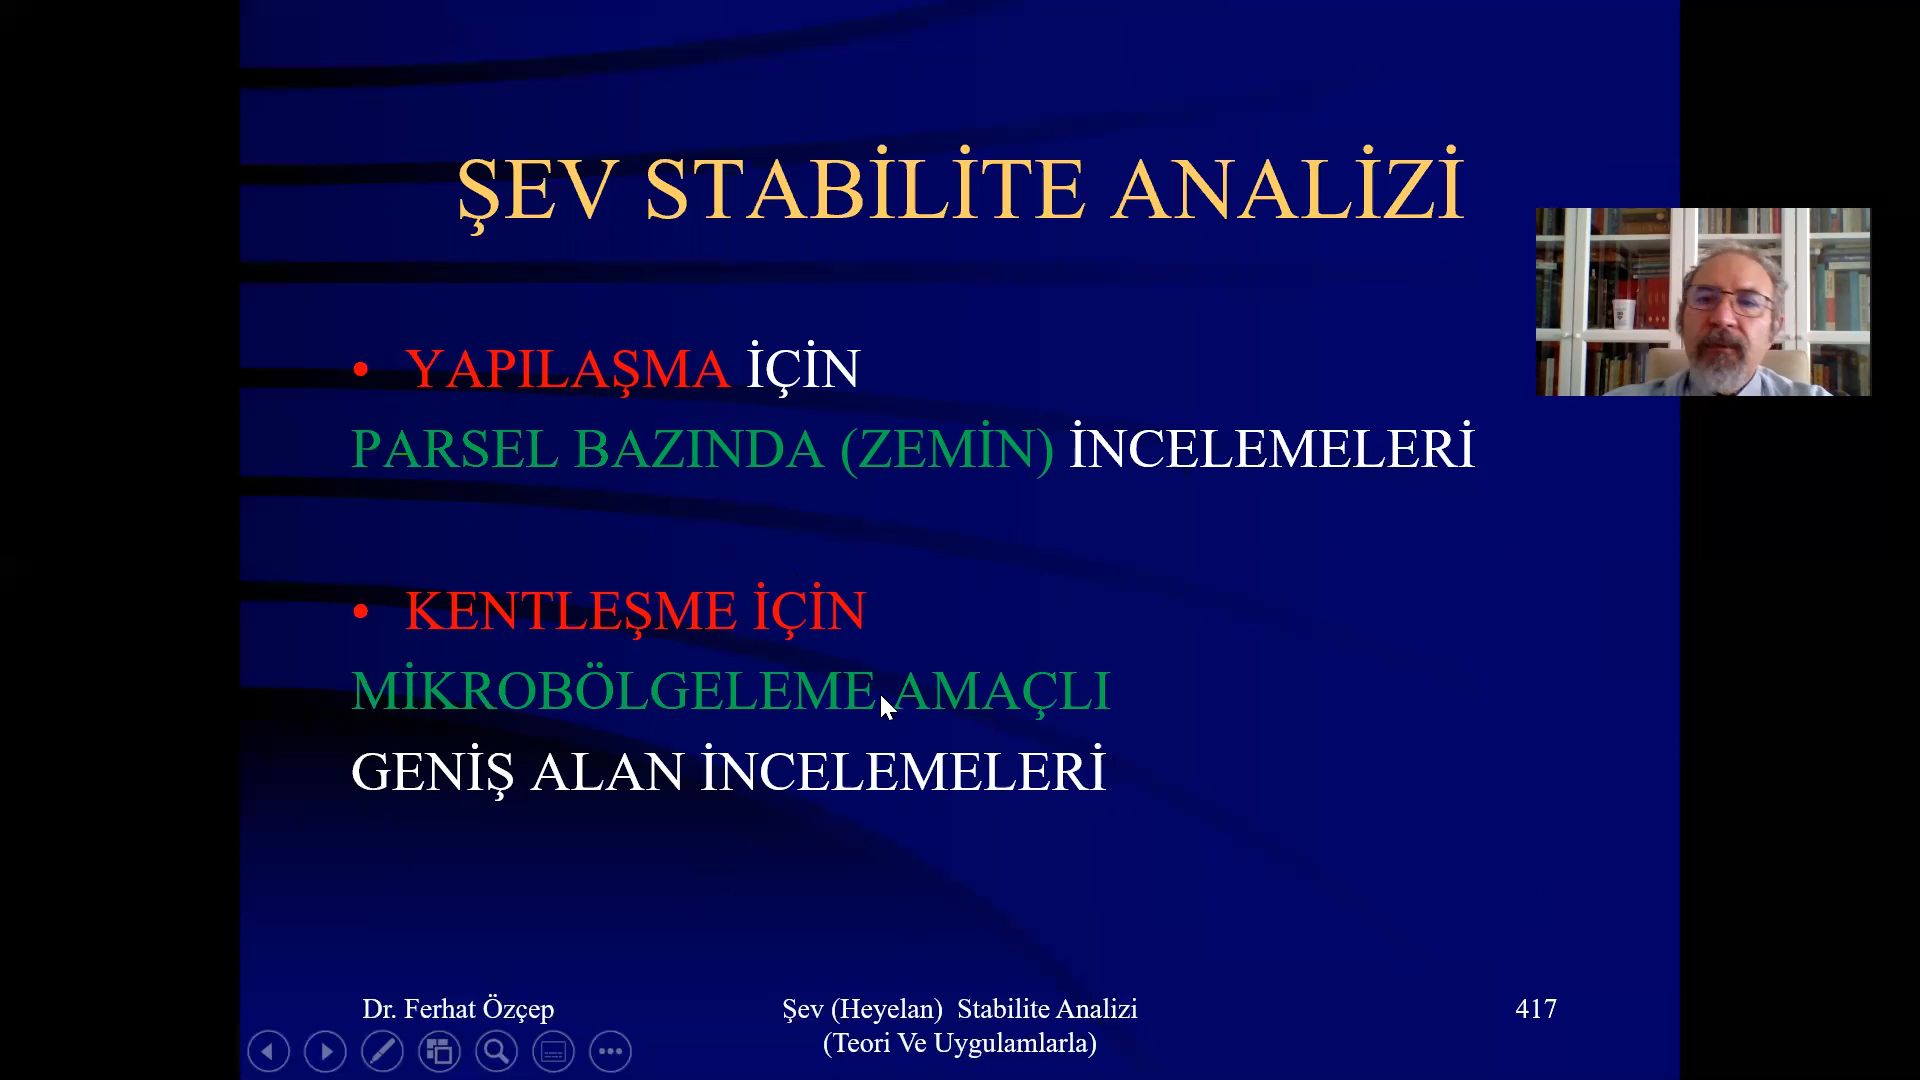 ŞEV STABİLİTE ANALİZİ
• YAPILAŞMA İÇİN
PARSEL BAZINDA (ZEMİN) İNCELEMELERİ
• KENTLEŞME İÇİN
MİKROBÖLGELEME AMAÇLI
GENİŞ ALAN İNCELEMELERİ
Dr. Ferhat Özçep
Şev (Heyelan) Stabilite Analizi
(Teori Ve Uygulamlarla)
417